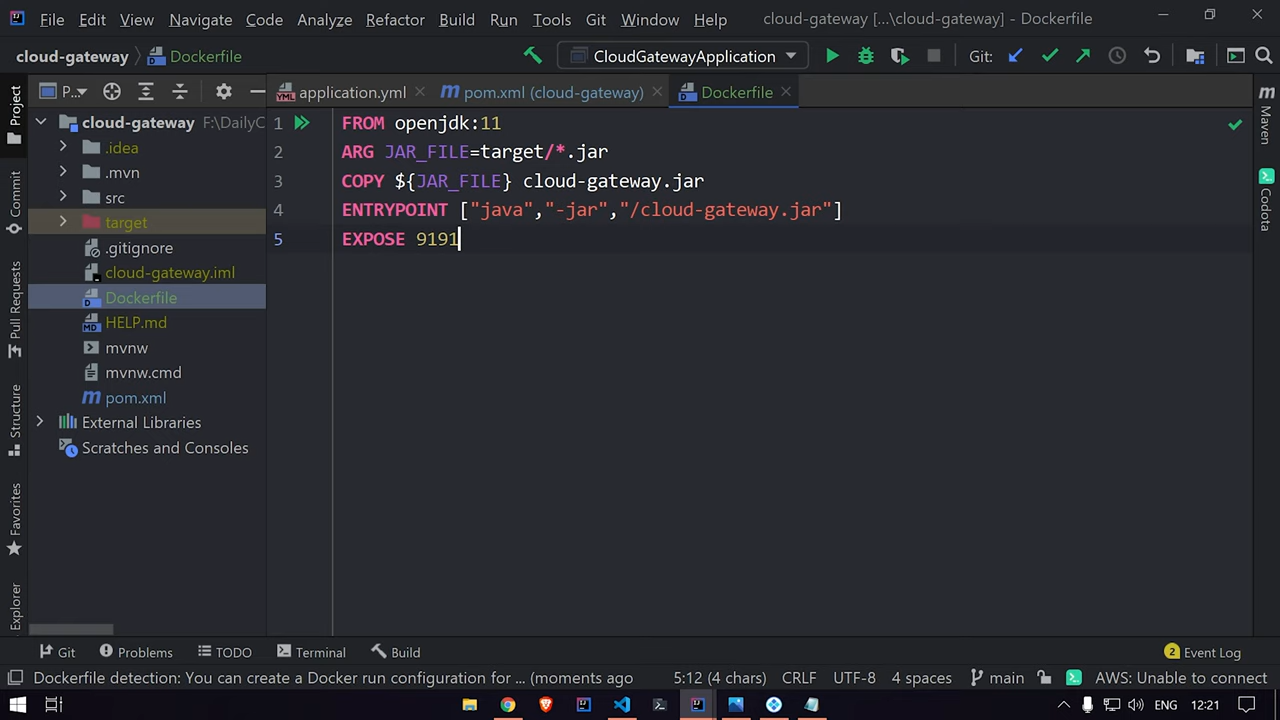 File Edit View Navigate Code Analyze Refactor Build Run Tools Git Window Help cloud-gateway [...\cloud-gateway] - Dockerfile
cloud-gateway Dockerfile CloudGatewayApplication Git:
P... application.yml pom.xml (cloud-gateway) Dockerfile
Project
Commit
Pull Requests
Structure
Favorites
Explorer
cloud-gateway F:\DailyC
.idea
.mvn
src
target
.gitignore
cloud-gateway.iml
Dockerfile
HELP.md
mvnw
mvnw.cmd
pom.xml
External Libraries
Scratches and Consoles
1 FROM openjdk:11
2 ARG JAR_FILE=target/*.jar
3 COPY ${JAR_FILE} cloud-gateway.jar
4 ENTRYPOINT ["java","-jar","/cloud-gateway.jar"]
5 EXPOSE 9191
Maven
Codota
Git Problems TODO Terminal Build 2 Event Log
Dockerfile detection: You can create a Docker run configuration for ... (moments ago 5:12 (4 chars) CRLF UTF-8 4 spaces main AWS: Unable to connect
ENG 12:21